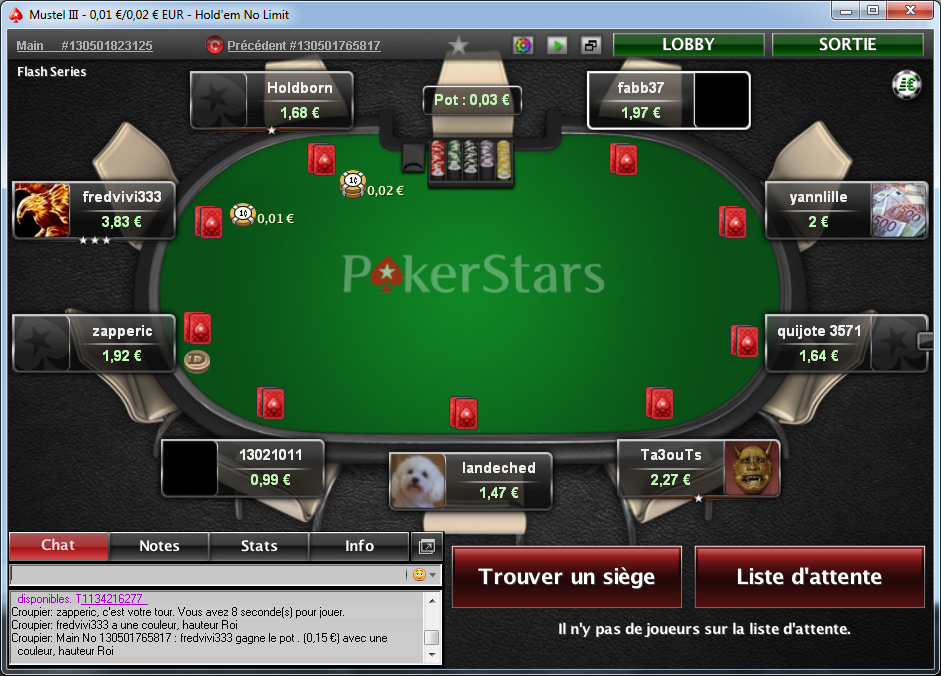 Mustel III - 0,01 €/0,02 € EUR - Hold'em No Limit
Main #130501823125
Précédent #130501765817
LOBBY
SORTIE
Flash Series
Holdborn
1,68 €
Pot : 0,03 €
fabb37
1,97 €
€
fredvivi333
3,83 €
1¢
0,02 €
1¢
0,01 €
yannlille
2 €
500
PokerStars
zapperic
1,92 €
D
quijote 3571
1,64 €
13021011
0,99 €
landeched
1,47 €
Ta3ouTs
2,27 €
Chat
Notes
Stats
Info
Trouver un siège
Liste d'attente
disponibles. T1134216277
Croupier: zapperic, c'est votre tour. Vous avez 8 seconde(s) pour jouer.
Croupier: fredvivi333 a une couleur, hauteur Roi
Croupier: Main No 130501765817 : fredvivi333 gagne le pot . (0,15 €) avec une
couleur, hauteur Roi
Il n'y pas de joueurs sur la liste d'attente.